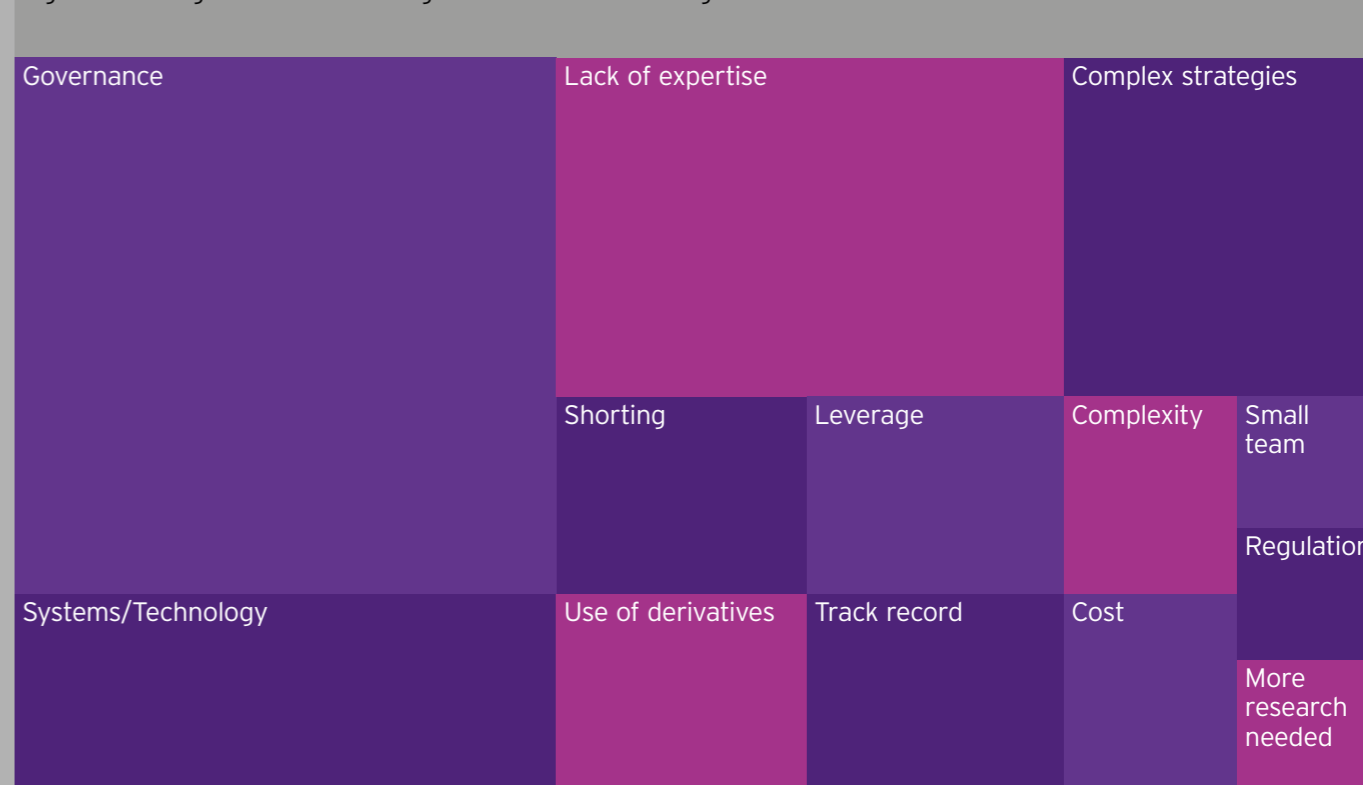 Governance
Lack of expertise
Complex strategies
Shorting
Leverage
Complexity
Small
team
Regulation
Systems/Technology
Use of derivatives
Track record
Cost
More
research
needed